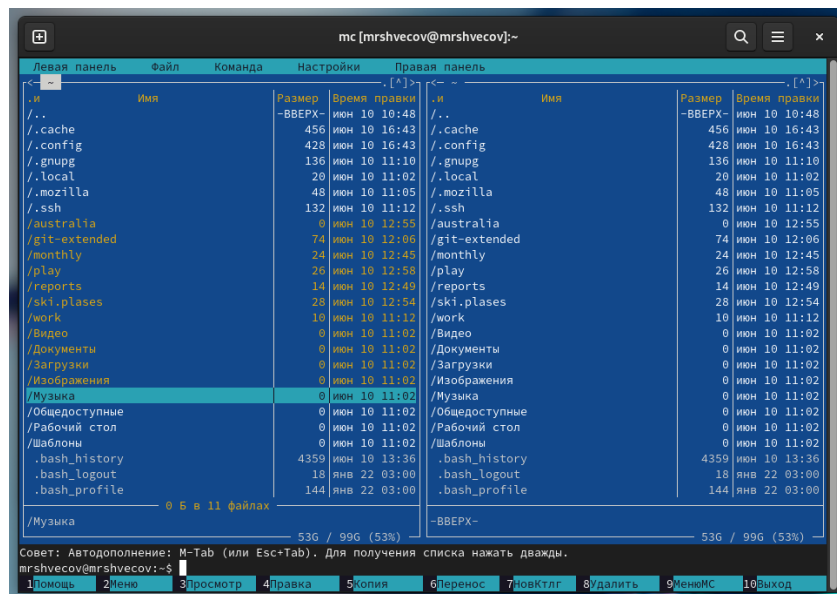 mc [mrshvecov@mrshvecov]:~
Левая панель Файл Команда Настройки Правая панель
<─ ~ .[^]> <─ ~ .[^]>
.и Имя Размер Время правки .и Имя Размер Время правки
/.. -ВВЕРХ- июн 10 10:48 /.. -ВВЕРХ- июн 10 10:48
/.cache 456 июн 10 16:43 /.cache 456 июн 10 16:43
/.config 428 июн 10 16:43 /.config 428 июн 10 16:43
/.gnupg 136 июн 10 11:10 /.gnupg 136 июн 10 11:10
/.local 20 июн 10 11:02 /.local 20 июн 10 11:02
/.mozilla 48 июн 10 11:05 /.mozilla 48 июн 10 11:05
/.ssh 132 июн 10 11:12 /.ssh 132 июн 10 11:12
/australia 0 июн 10 12:55 /australia 0 июн 10 12:55
/git-extended 74 июн 10 12:06 /git-extended 74 июн 10 12:06
/monthly 24 июн 10 12:45 /monthly 24 июн 10 12:45
/play 26 июн 10 12:58 /play 26 июн 10 12:58
/reports 14 июн 10 12:49 /reports 14 июн 10 12:49
/ski.plases 28 июн 10 12:54 /ski.plases 28 июн 10 12:54
/work 10 июн 10 11:12 /work 10 июн 10 11:12
/Видео 0 июн 10 11:02 /Видео 0 июн 10 11:02
/Документы 0 июн 10 11:02 /Документы 0 июн 10 11:02
/Загрузки 0 июн 10 11:02 /Загрузки 0 июн 10 11:02
/Изображения 0 июн 10 11:02 /Изображения 0 июн 10 11:02
/Музыка 0 июн 10 11:02 /Музыка 0 июн 10 11:02
/Общедоступные 0 июн 10 11:02 /Общедоступные 0 июн 10 11:02
/Рабочий стол 0 июн 10 11:02 /Рабочий стол 0 июн 10 11:02
/Шаблоны 0 июн 10 11:02 /Шаблоны 0 июн 10 11:02
.bash_history 4359 июн 10 13:36 .bash_history 4359 июн 10 13:36
.bash_logout 18 янв 22 03:00 .bash_logout 18 янв 22 03:00
.bash_profile 144 янв 22 03:00 .bash_profile 144 янв 22 03:00
0 Б в 11 файлах
/Музыка -ВВЕРХ-
53G / 99G (53%) 53G / 99G (53%)
Совет: Автодополнение: M-Tab (или Esc+Tab). Для получения списка нажать дважды.
mrshvecov@mrshvecov:~$
1Помощь 2Меню 3Просмотр 4Правка 5Копия 6Перенос 7НовКтлг 8Удалить 9МенюMC 10Выход